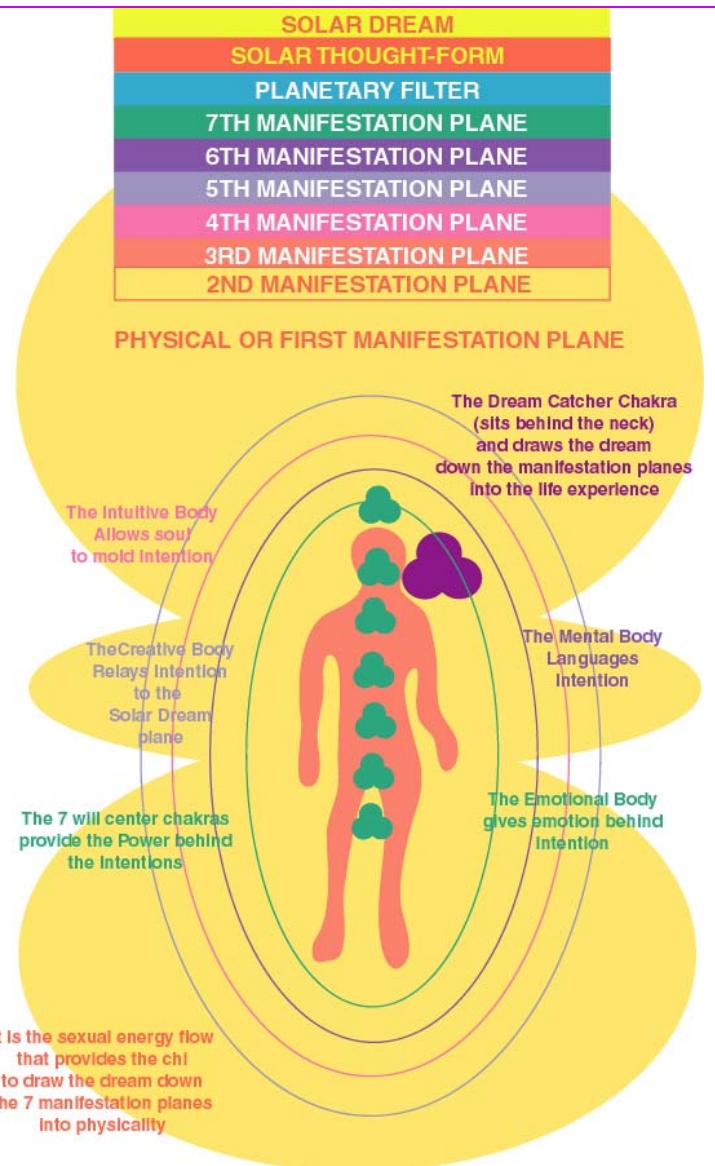 SOLAR DREAM
SOLAR THOUGHT-FORM
PLANETARY FILTER
7TH MANIFESTATION PLANE
6TH MANIFESTATION PLANE
5TH MANIFESTATION PLANE
4TH MANIFESTATION PLANE
3RD MANIFESTATION PLANE
2ND MANIFESTATION PLANE
PHYSICAL OR FIRST MANIFESTATION PLANE
The Dream Catcher Chakra
(sits behind the neck)
and draws the dream
down the manifestation planes
into the life experience
The Intuitive Body
Allows soul
to mold Intention
TheCreative Body
Relays Intention
to the
Solar Dream
plane
The Mental Body
Languages
Intention
The 7 will center chakras
provide the Power behind
the Intentions
The Emotional Body
gives emotion behind
Intention
t is the sexual energy flow
that provides the chi
to draw the dream down
he 7 manifestation planes
into physicality